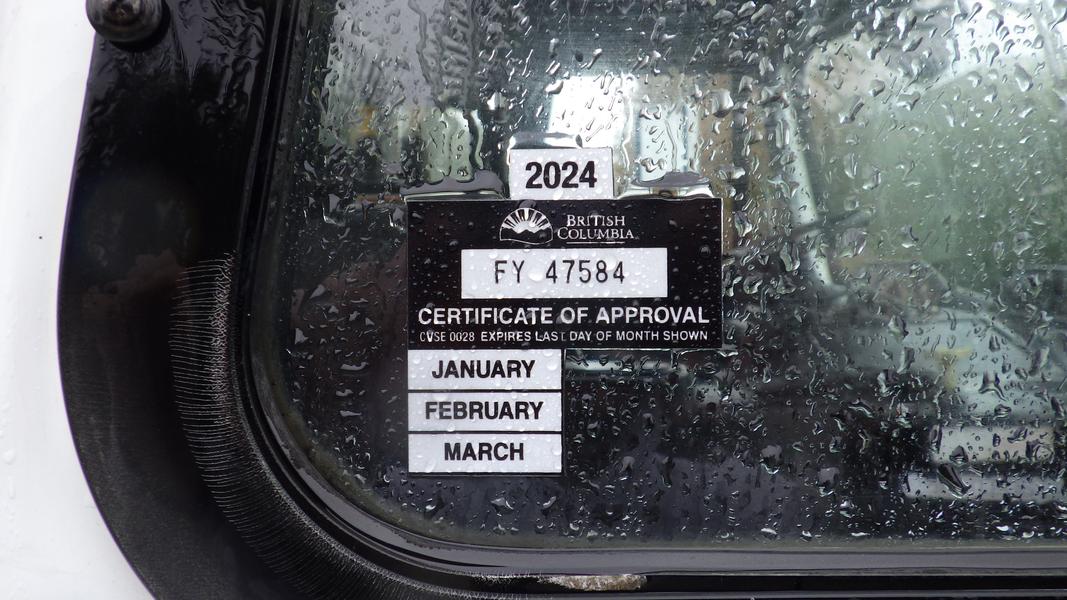 2024
BRITISH
COLUMBIA
FY 47584
CERTIFICATE OF APPROVAL
CVSE 0028 EXPIRES LAST DAY OF MONTH SHOWN
JANUARY
FEBRUARY
MARCH